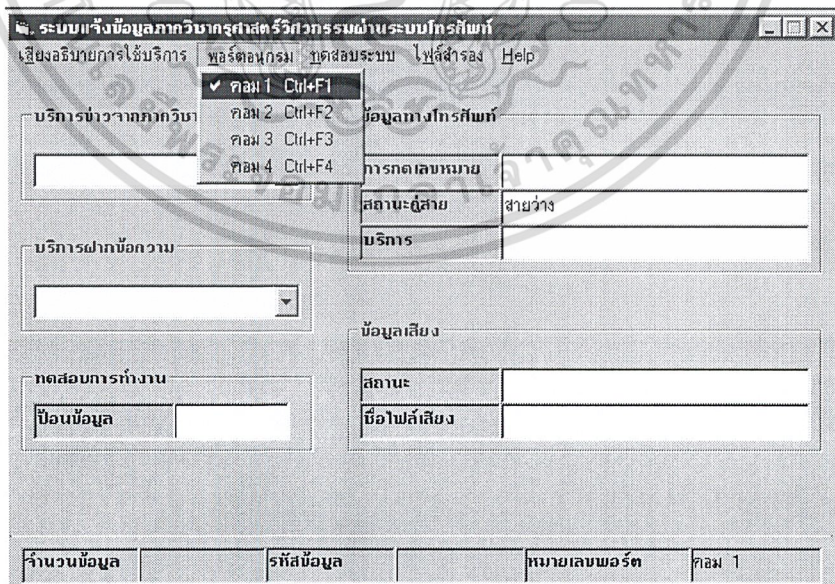 ระบบแจ้งข้อมูลภาควิชาครุศาสตร์วิศวกรรมผ่านระบบโทรศัพท์
เสียงอธิบายการใช้บริการ พอร์ตอนุกรม ทดสอบระบบ ไฟล์สำรอง Help
คอม 1 Ctrl+F1
คอม 2 Ctrl+F2
คอม 3 Ctrl+F3
คอม 4 Ctrl+F4
บริการข่าวจากภาควิชา
ข้อมูลทางโทรศัพท์
การกดเลขหมาย
สถานะคู่สาย สายว่าง
บริการ
บริการฝากข้อความ
ข้อมูลเสียง
สถานะ
ชื่อไฟล์เสียง
ทดสอบการทำงาน
ป้อนข้อมูล
จำนวนข้อมูล รหัสข้อมูล หมายเลขพอร์ต คอม 1